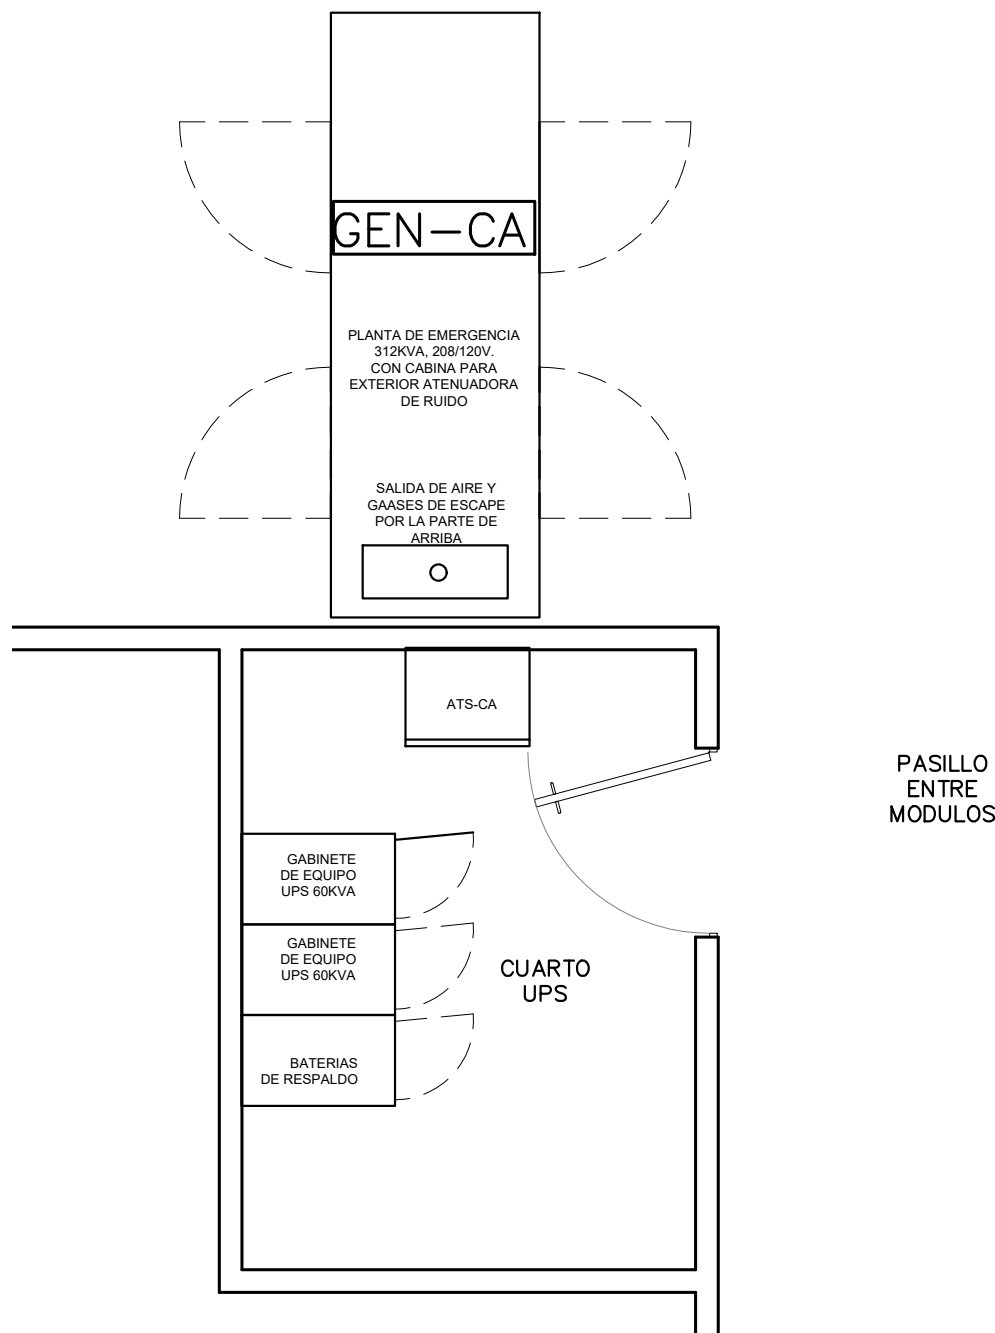 GEN-CA
PLANTA DE EMERGENCIA
312KVA, 208/120V.
CON CABINA PARA
EXTERIOR ATENUADORA
DE RUIDO
SALIDA DE AIRE Y
GAASES DE ESCAPE
POR LA PARTE DE
ARRIBA
ATS-CA
PASILLO
ENTRE
MODULOS
GABINETE
DE EQUIPO
UPS 60KVA
GABINETE
DE EQUIPO
UPS 60KVA
CUARTO
UPS
BATERIAS
DE RESPALDO